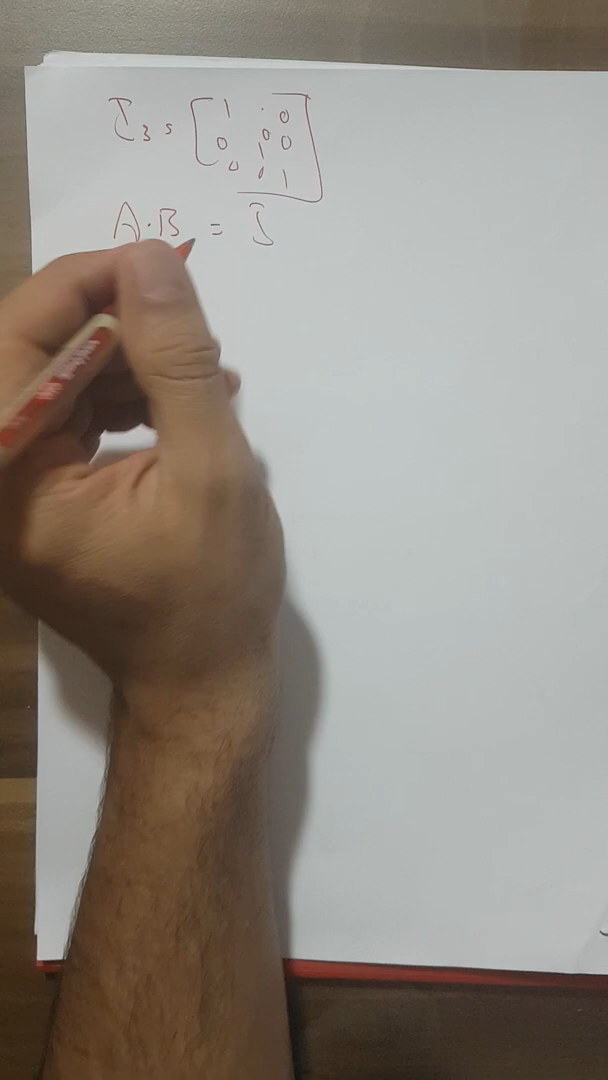 I₃ = [ 1 . 0
0 1 0 0
0 0 1 ]
A·B = I